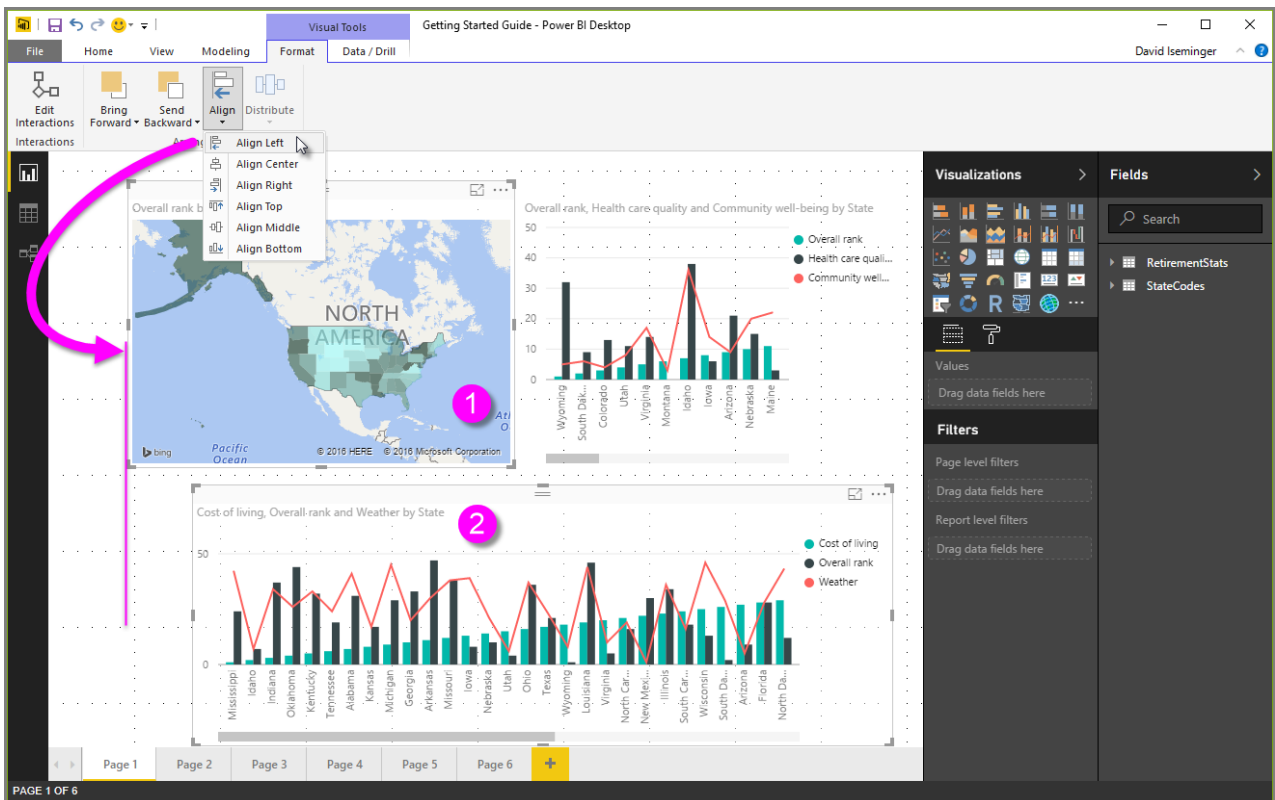 Visual Tools
Getting Started Guide - Power BI Desktop
File
Home
View
Modeling
Format
Data / Drill
David Iseminger
Edit
Interactions
Bring
Forward
Send
Backward
Align
Distribute
Interactions
Align Left
Align Center
Align Right
Align Top
Align Middle
Align Bottom
Overall rank b
NORTH
AMERICA
1
Pacific
Ocean
bing
© 2016 HERE © 2016 Microsoft Corporation
Overall rank, Health care quality and Community well-being by State
50
40
30
20
10
0
Overall rank
Health care quali...
Community well...
Wyoming
South Dak...
Colorado
Utah
Virginia
Montana
Idaho
Iowa
Arizona
Nebraska
Maine
Cost of living, Overall rank and Weather by State
2
50
0
Cost of living
Overall rank
Weather
Mississippi
Idaho
Indiana
Oklahoma
Kentucky
Tennessee
Alabama
Kansas
Michigan
Georgia
Arkansas
Missouri
Iowa
Nebraska
Utah
Ohio
Texas
Wyoming
Louisiana
Virginia
North Car...
New Mexi...
Illinois
South Car...
Wisconsin
South Da...
Arizona
Florida
North Da...
Visualizations
R
123
Values
Drag data fields here
Filters
Page level filters
Drag data fields here
Report level filters
Drag data fields here
Fields
Search
RetirementStats
StateCodes
Page 1
Page 2
Page 3
Page 4
Page 5
Page 6
PAGE 1 OF 6